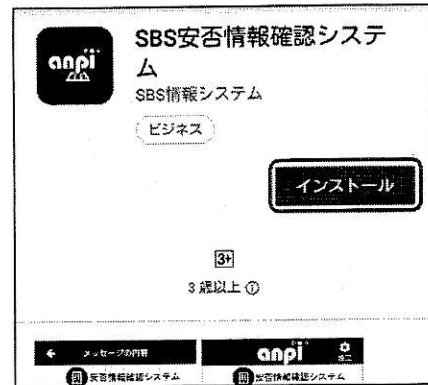 anpi
SBS安否情報確認システ
ム
SBS情報システム
ビジネス
インストール
3+
3 歳以上
メッセージの内容
anpi
設定
安否情報確認システム
安否情報確認システム